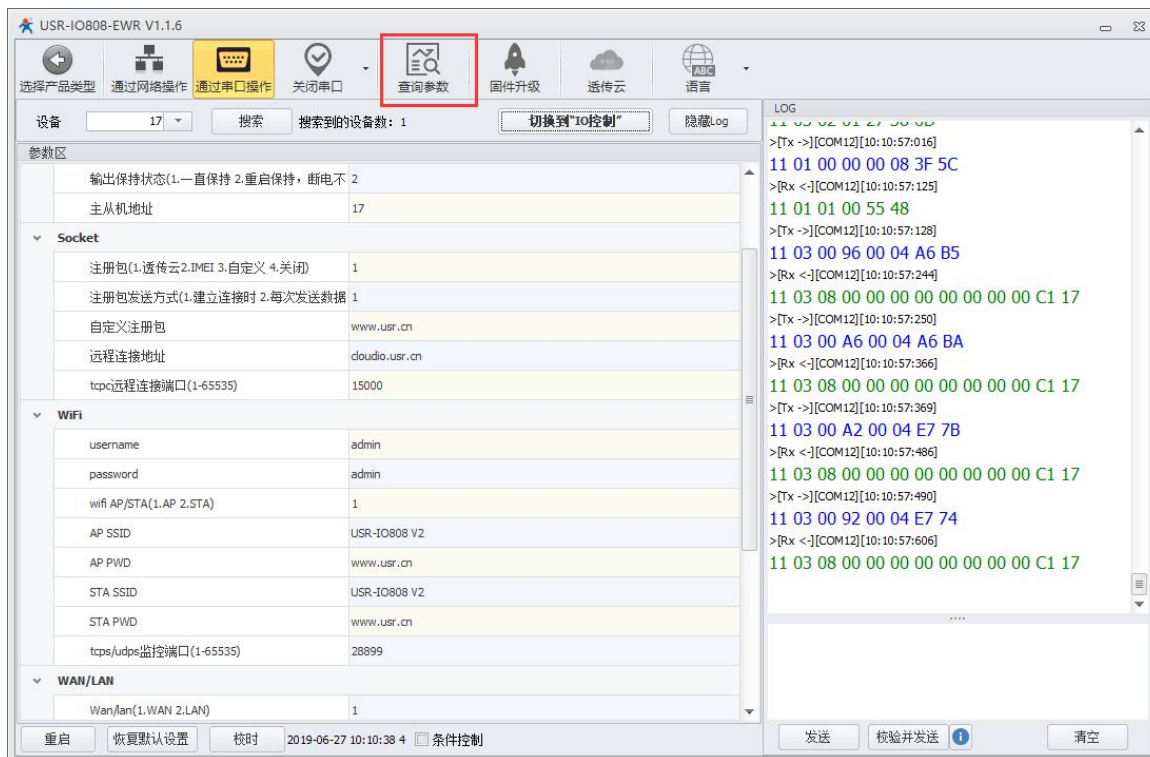 USR-IO808-EWR V1.1.6
选择产品类型 通过网络操作 通过串口操作 关闭串口 查询参数 固件升级 透传云 ABC 语言
设备 17 搜索 搜索到的设备数: 1 切换到"IO控制" 隐藏Log
参数区
输出保持状态(1.一直保持 2.重启保持，断电不 2
主从机地址 17
Socket
注册包(1.透传云2.IMEI 3.自定义 4.关闭) 1
注册包发送方式(1.建立连接时 2.每次发送数据 1
自定义注册包 www.usr.cn
远程连接地址 cloudio.usr.cn
tcpc远程连接端口(1-65535) 15000
WiFi
username admin
password admin
wifi AP/STA(1.AP 2.STA) 1
AP SSID USR-IO808 V2
AP PWD www.usr.cn
STA SSID USR-IO808 V2
STA PWD www.usr.cn
tcps/udps监控端口(1-65535) 28899
WAN/LAN
Wan/lan(1.WAN 2.LAN) 1
重启 恢复默认设置 核时 2019-06-27 10:10:38 4 条件控制
LOG
>[Tx ->][COM12][10:10:57:016]
11 01 00 00 00 08 3F 5C
>[Rx <-][COM12][10:10:57:125]
11 01 01 00 55 48
>[Tx ->][COM12][10:10:57:128]
11 03 00 96 00 04 A6 B5
>[Rx <-][COM12][10:10:57:244]
11 03 08 00 00 00 00 00 00 00 00 C1 17
>[Tx ->][COM12][10:10:57:250]
11 03 00 A6 00 04 A6 BA
>[Rx <-][COM12][10:10:57:366]
11 03 08 00 00 00 00 00 00 00 00 C1 17
>[Tx ->][COM12][10:10:57:369]
11 03 00 A2 00 04 E7 7B
>[Rx <-][COM12][10:10:57:486]
11 03 08 00 00 00 00 00 00 00 00 C1 17
>[Tx ->][COM12][10:10:57:490]
11 03 00 92 00 04 E7 74
>[Rx <-][COM12][10:10:57:606]
11 03 08 00 00 00 00 00 00 00 00 C1 17
发送 校验并发送 清空